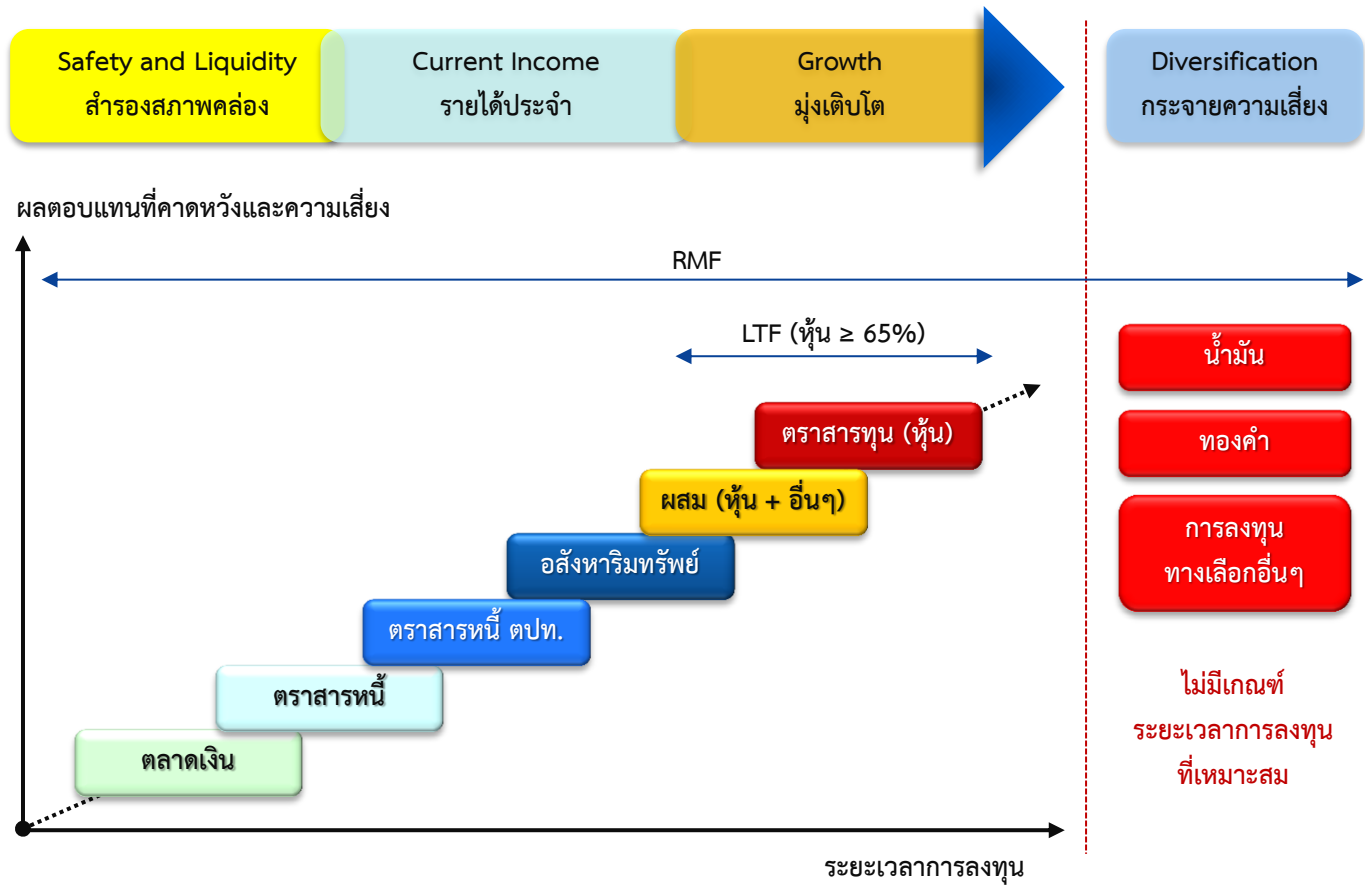 Safety and Liquidity
สำรองสภาพคล่อง
Current Income
รายได้ประจำ
Growth
มุ่งเติบโต
Diversification
กระจายความเสี่ยง
ผลตอบแทนที่คาดหวังและความเสี่ยง
RMF
LTF (หุ้น ≥ 65%)
ตราสารทุน (หุ้น)
ผสม (หุ้น + อื่นๆ)
อสังหาริมทรัพย์
ตราสารหนี้ ตปท.
ตราสารหนี้
ตลาดเงิน
น้ำมัน
ทองคำ
การลงทุน
ทางเลือกอื่นๆ
ไม่มีเกณฑ์
ระยะเวลาการลงทุน
ที่เหมาะสม
ระยะเวลาการลงทุน